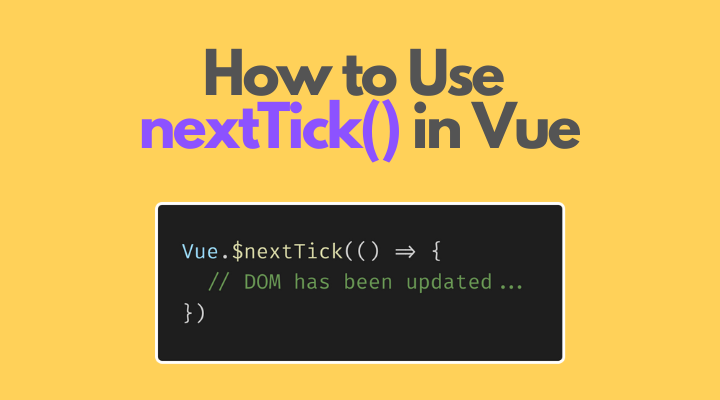 How to Use
nextTick() in Vue
Vue.$nextTick(() => {
// DOM has been updated...
})